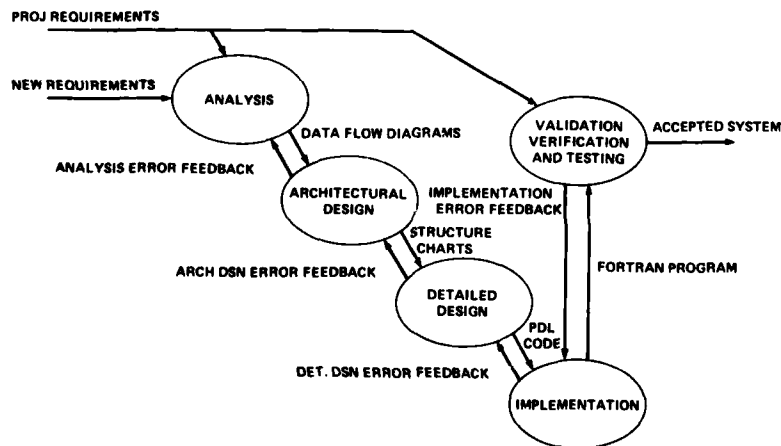 PROJ REQUIREMENTS
NEW REQUIREMENTS
ANALYSIS
VALIDATION
VERIFICATION
AND TESTING
ACCEPTED SYSTEM
DATA FLOW DIAGRAMS
ANALYSIS ERROR FEEDBACK
ARCHITECTURAL
DESIGN
IMPLEMENTATION
ERROR FEEDBACK
STRUCTURE
CHARTS
ARCH DSN ERROR FEEDBACK
FORTRAN PROGRAM
DETAILED
DESIGN
PDL
CODE
DET. DSN ERROR FEEDBACK
IMPLEMENTATION